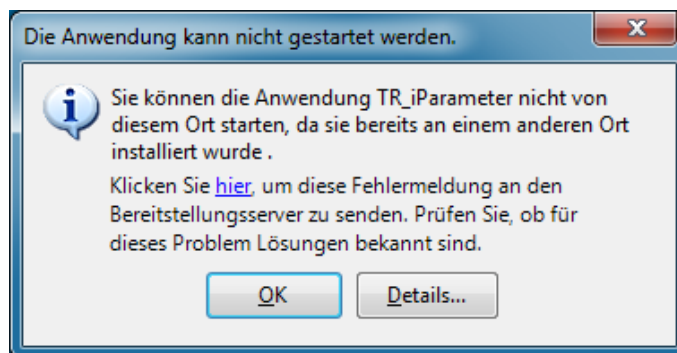 Die Anwendung kann nicht gestartet werden.
Sie können die Anwendung TR_iParameter nicht von
diesem Ort starten, da sie bereits an einem anderen Ort
installiert wurde .
Klicken Sie hier, um diese Fehlermeldung an den
Bereitstellungsserver zu senden. Prüfen Sie, ob für
dieses Problem Lösungen bekannt sind.
OK
Details...